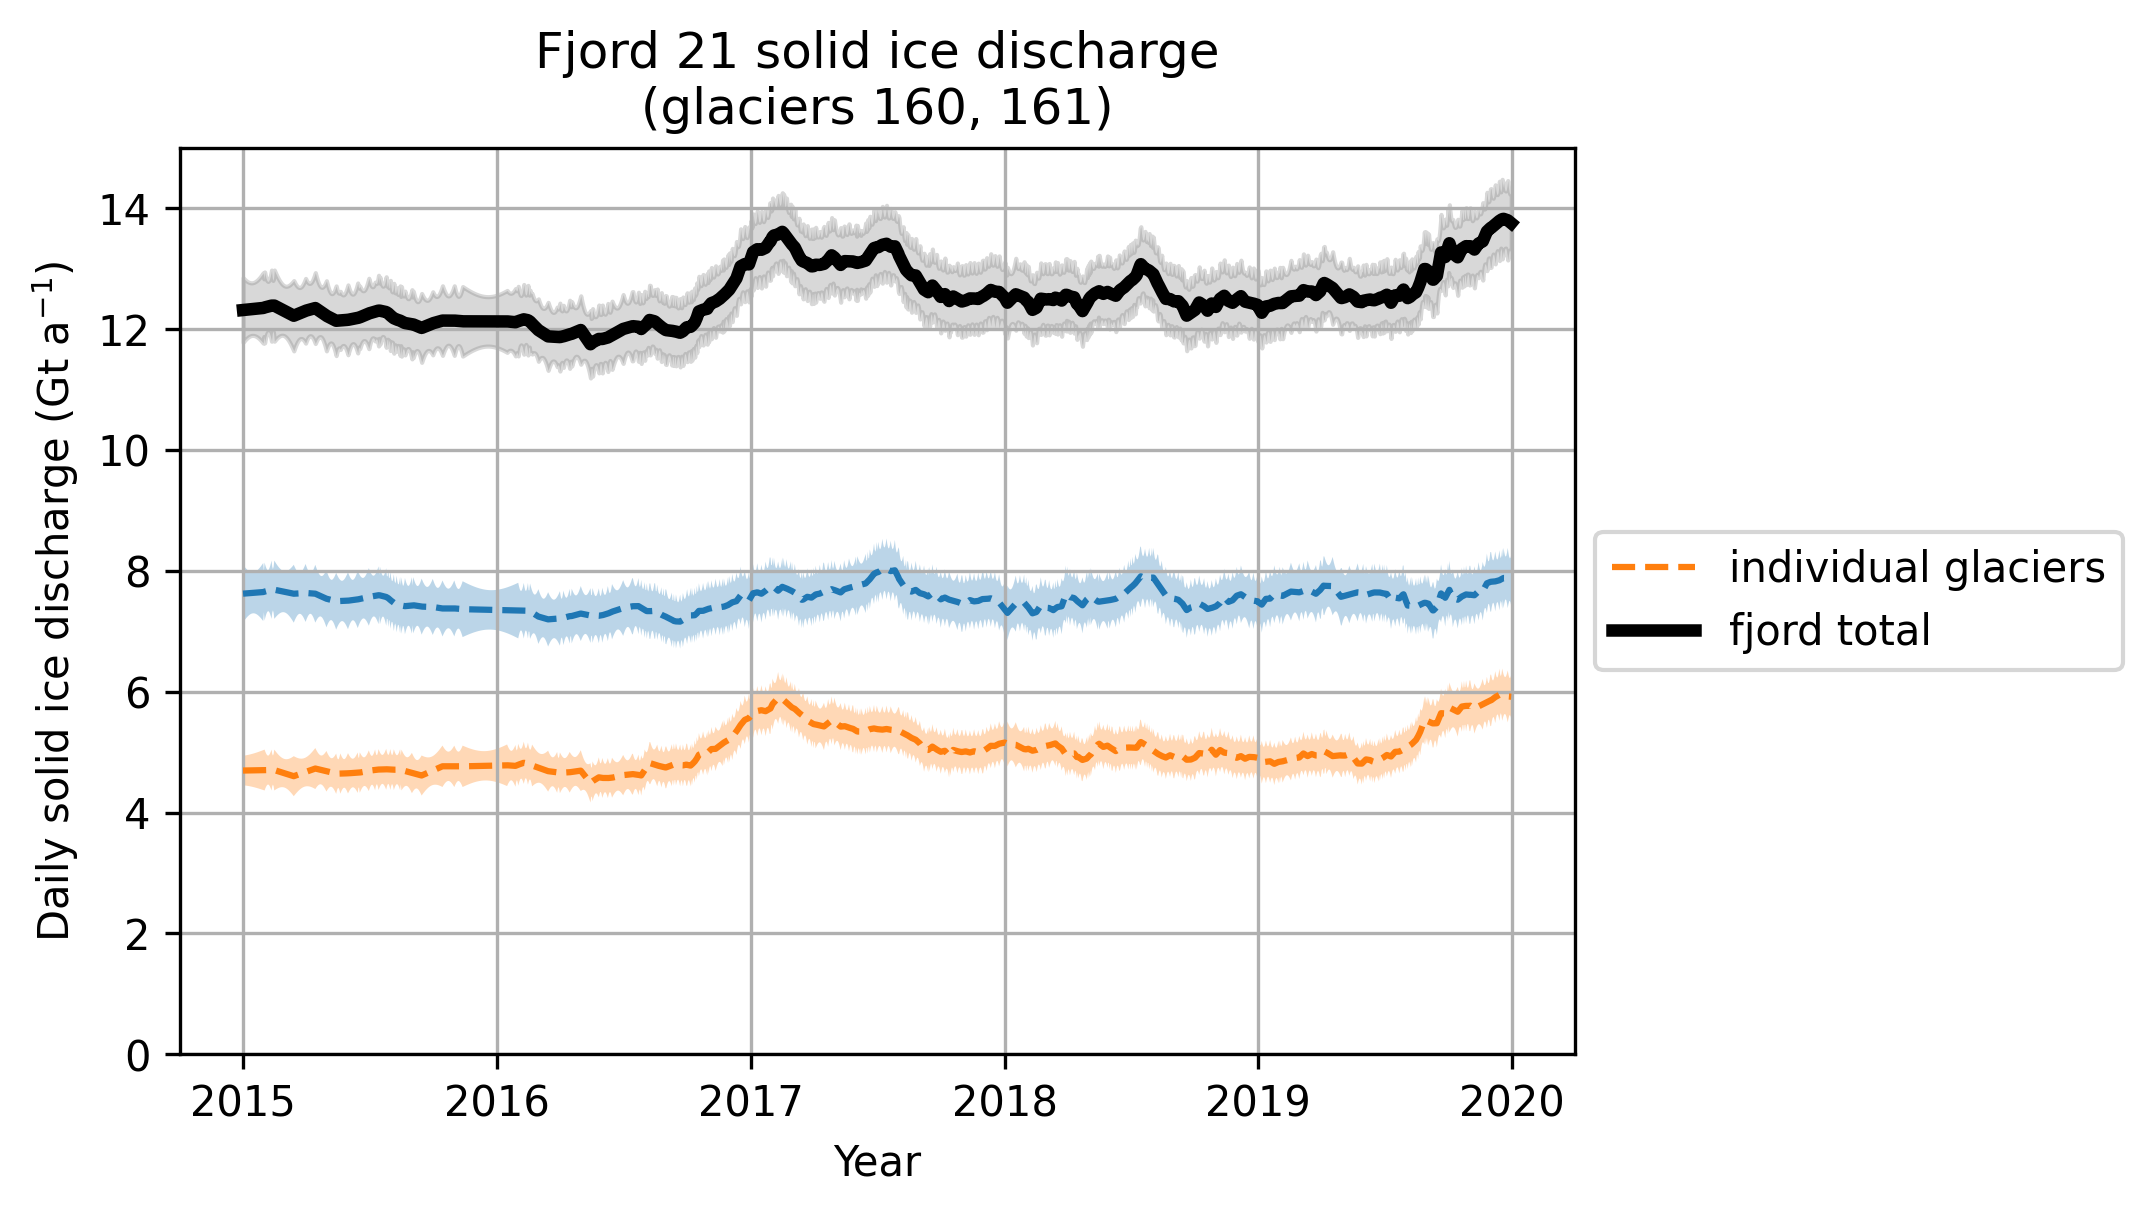 Fjord 21 solid ice discharge
(glaciers 160, 161)
Daily solid ice discharge (Gt a⁻¹)
14
12
10
8
6
4
2
0
2015 2016 2017 2018 2019 2020
Year
individual glaciers
fjord total